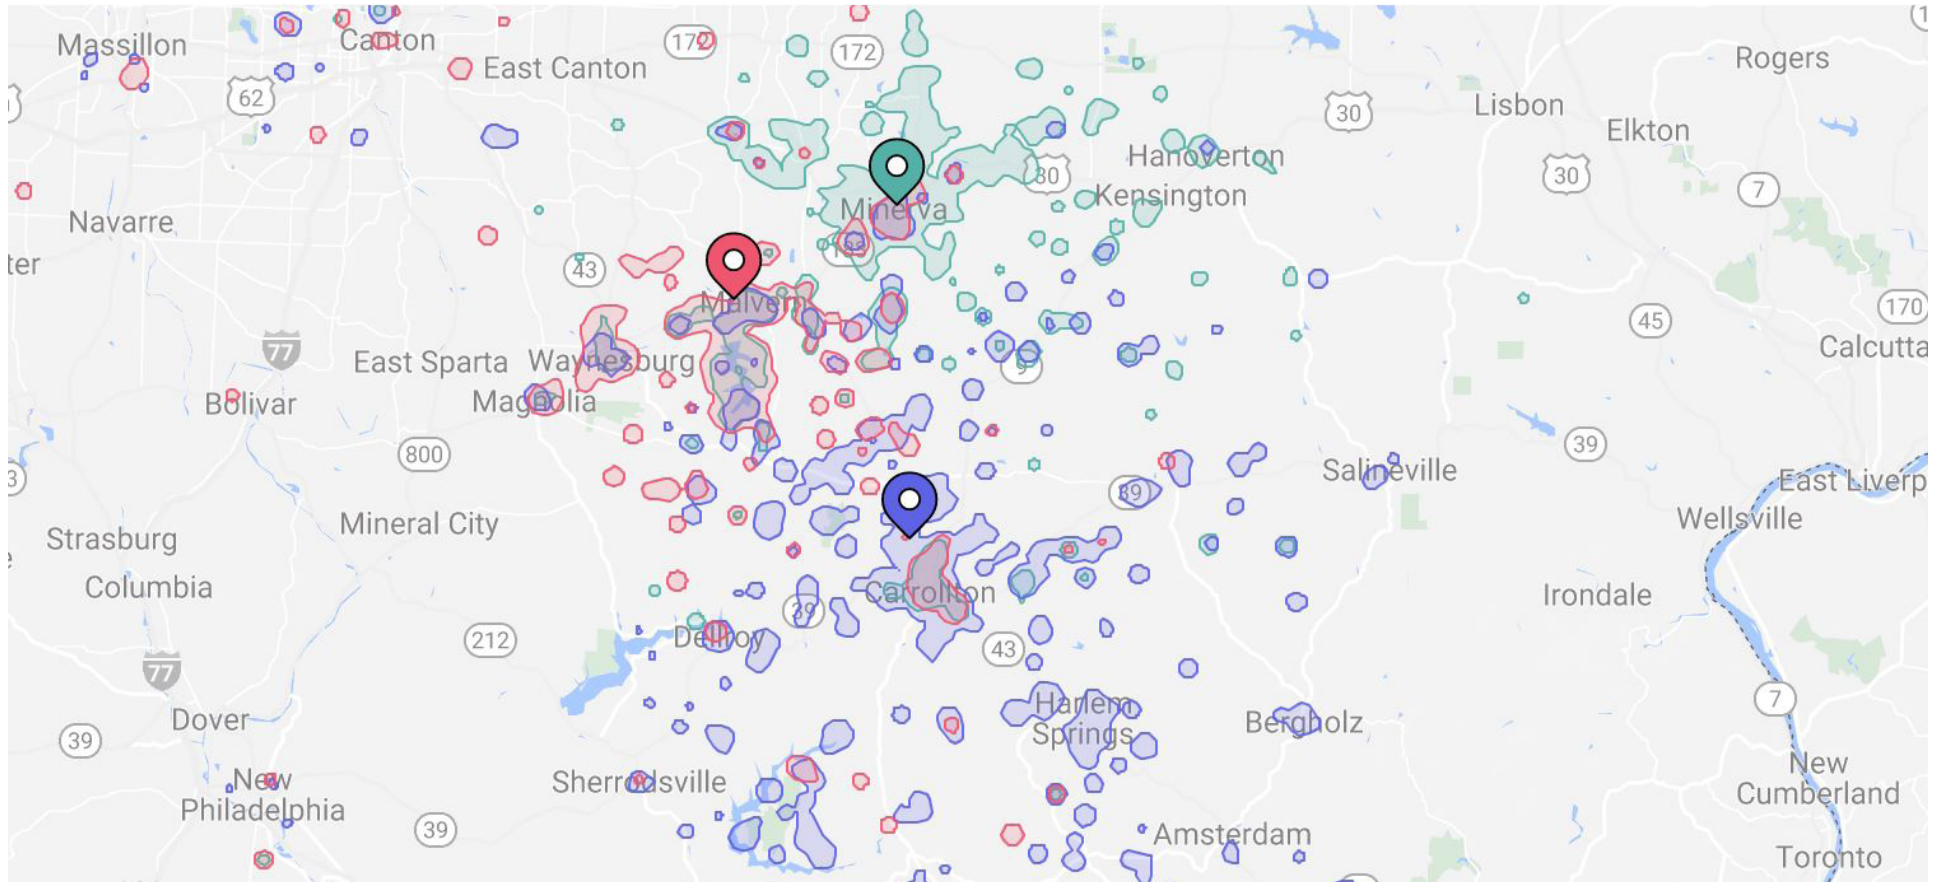 Massillon
Canton
172
172
East Canton
62
Rogers
Lisbon
30
Elkton
Hanoverton
30
30
7
Kensington
Minerva
Navarre
43
Malvern
170
45
77
East Sparta
Waynesburg
9
Calcutta
Bolivar
Magnolia
800
39
Salineville
39
East Liverp
Mineral City
Wellsville
Strasburg
Columbia
Carrollton
Irondale
39
212
Dellroy
43
77
7
Dover
Harlem
Springs
Bergholz
39
New
Philadelphia
Sherrodsville
New
Cumberland
39
Amsterdam
Toronto